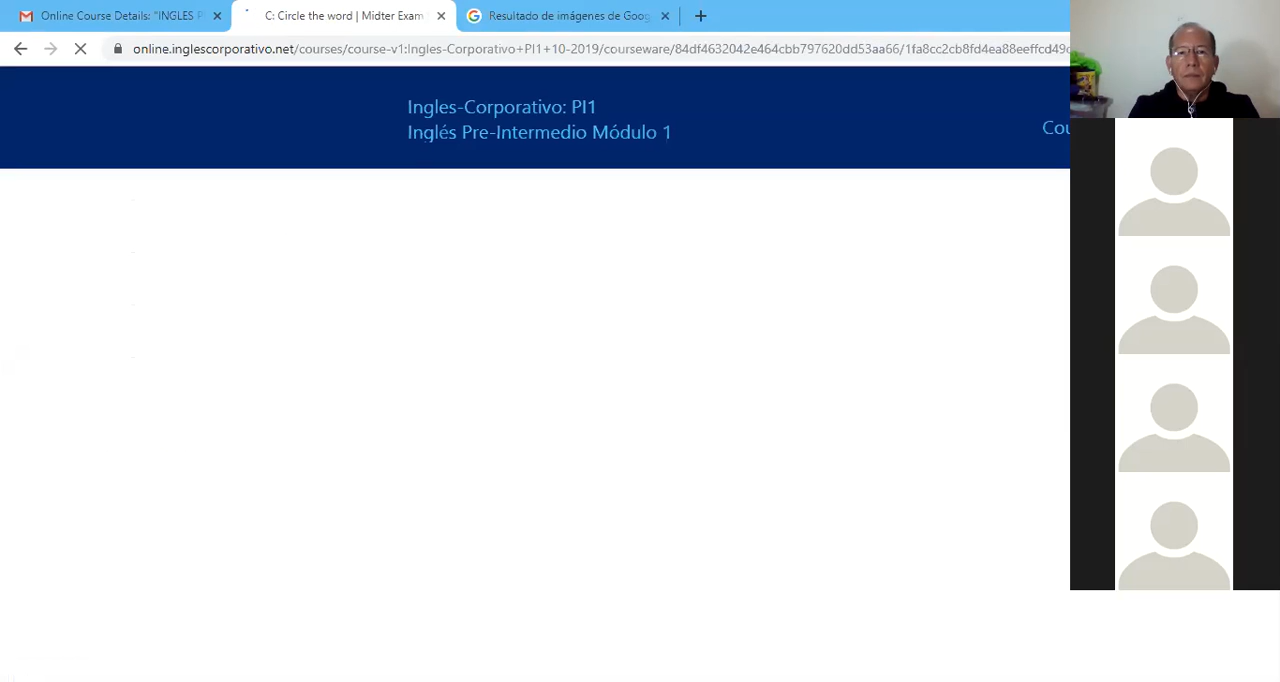 Online Course Details: "INGLES P
C: Circle the word | Midter Exam
Resultado de imágenes de Goog
online.inglescorporativo.net/courses/course-v1:Ingles-Corporativo+PI1+10-2019/courseware/84df4632042e464cbb797620dd53aa66/1fa8cc2cb8fd4ea88eeffcd49c
Ingles-Corporativo: PI1
Inglés Pre-Intermedio Módulo 1
Cou